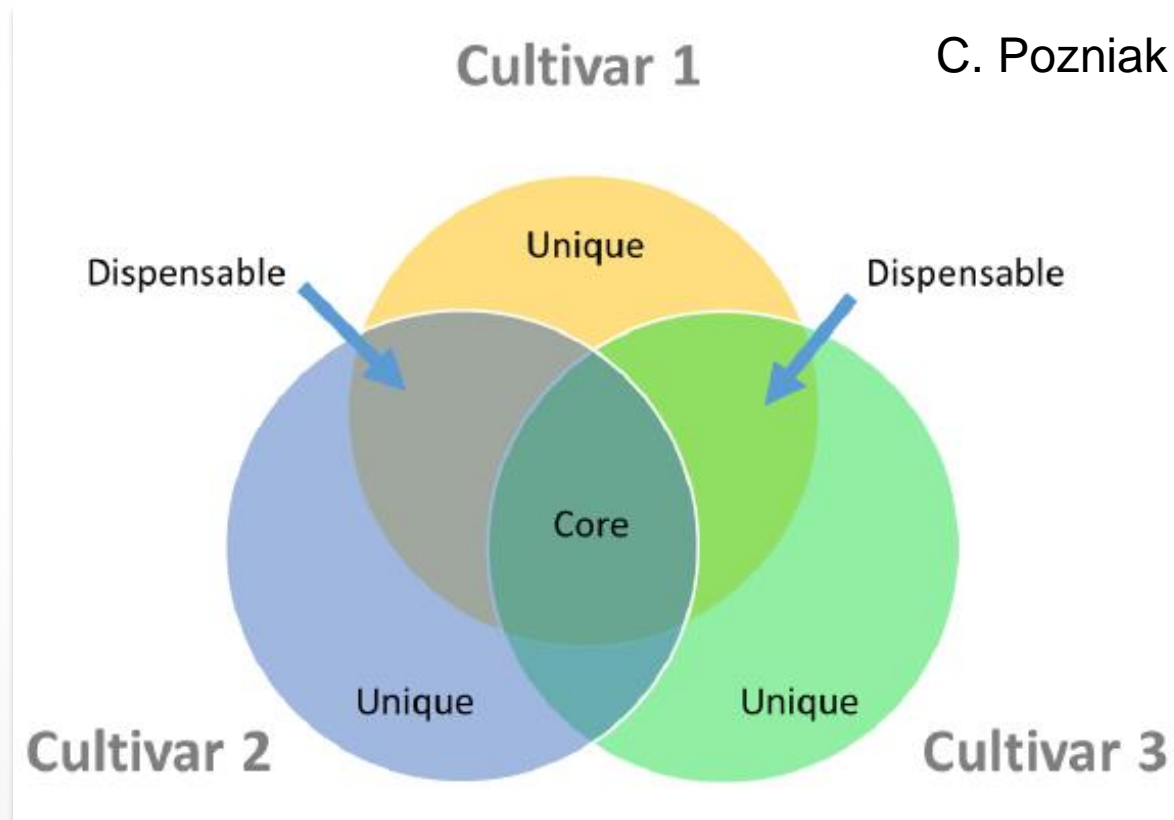 Cultivar 1
C. Pozniak
Unique
Dispensable
Dispensable
Core
Unique
Unique
Cultivar 2
Cultivar 3